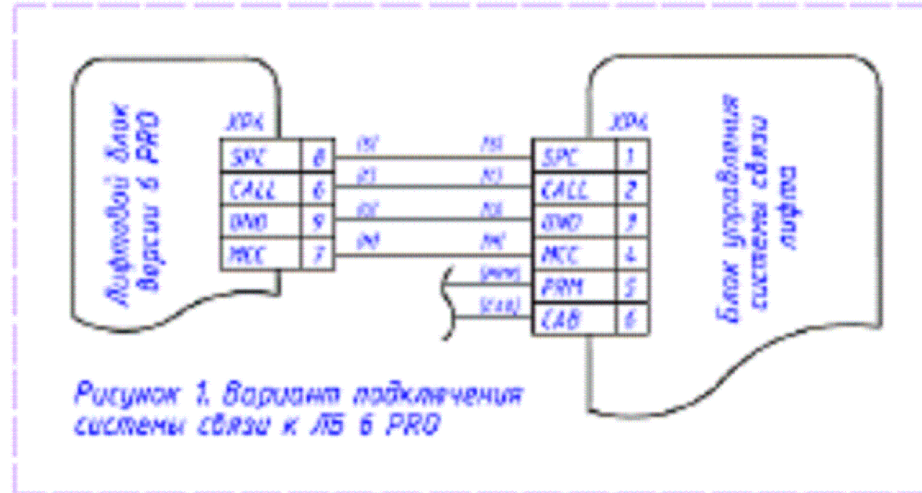 Лифтовой блок
версии 6 PRO
XP4
SPC 8
CALL 6
GND 9
MCC 7
XP4
SPC 1
CALL 2
GND 3
MCC 4
PRM 5
CAB 6
Блок управления
системы связи
лифта
Рисунок 1. Вариант подключения
системы связи к ЛБ 6 PRO